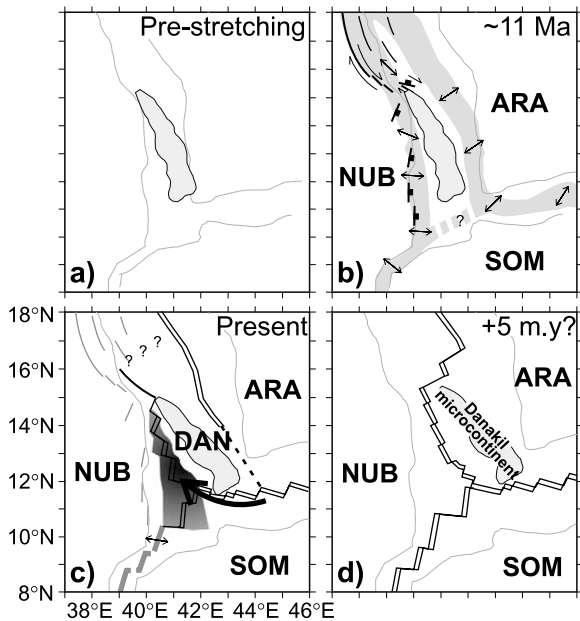 Pre-stretching
a)
~11 Ma
ARA
NUB
?
SOM
b)
18°N
16°N
14°N
12°N
10°N
8°N
Present
? ? ?
ARA
DAN
NUB
SOM
c)
38°E 40°E 42°E 44°E 46°E
+5 m.y?
ARA
Danakil
microcontinent
NUB
SOM
d)